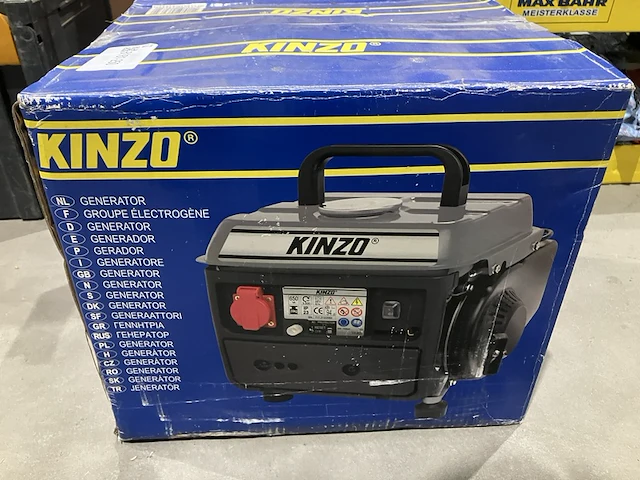 MAX BAHR
MEISTERKLASSE
KINZO
KINZO
KINZO®
NL GENERATOR
F GROUPE ÉLECTROGÈNE
D GENERATOR
E GENERADOR
P GERADOR
I GENERATORE
GB GENERATOR
N GENERATOR
S GENERATOR
DK GENERATOR
SF GENERAATTORI
GR ΓΕΝΝΗΤΡΙΑ
RUS ГЕНЕРАТОР
PL GENERATOR
H GENERÁTOR
CZ GENERÁTOR
RO GENERATOR
SK GENERÁTOR
TR JENERATÖR
KINZO®
KINZO
650